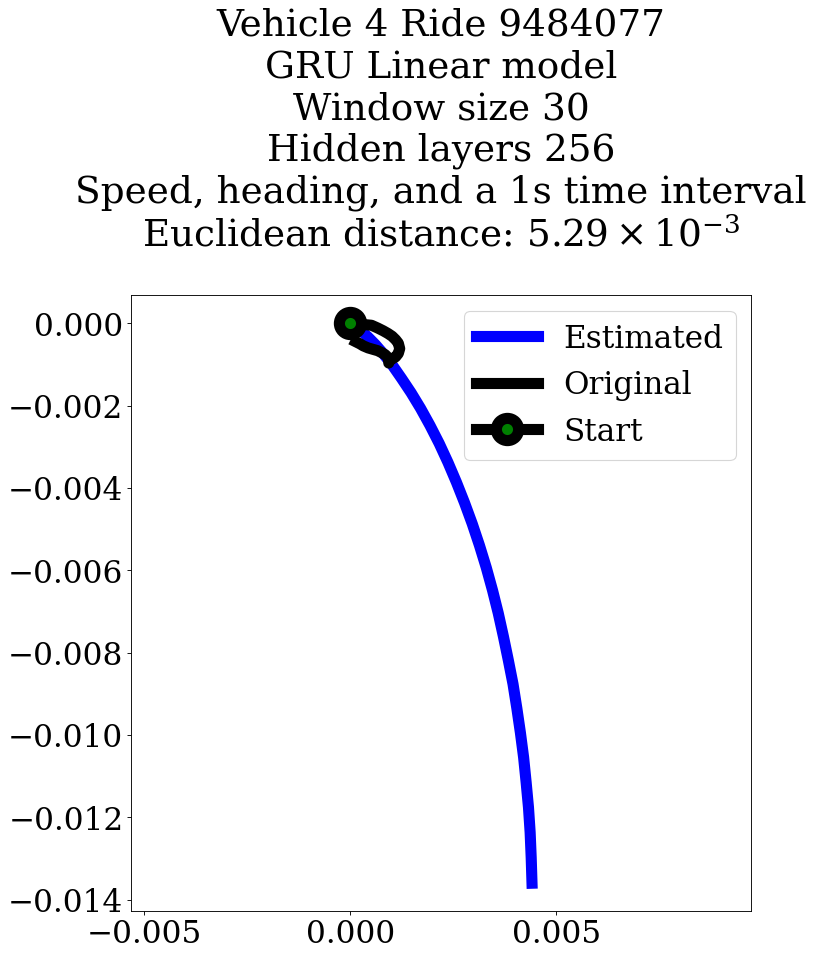 Vehicle 4 Ride 9484077
GRU Linear model
Window size 30
Hidden layers 256
Speed, heading, and a 1s time interval
Euclidean distance: 5.29 × 10⁻³
Estimated
Original
Start
0.000
−0.002
−0.004
−0.006
−0.008
−0.010
−0.012
−0.014
−0.005 0.000 0.005